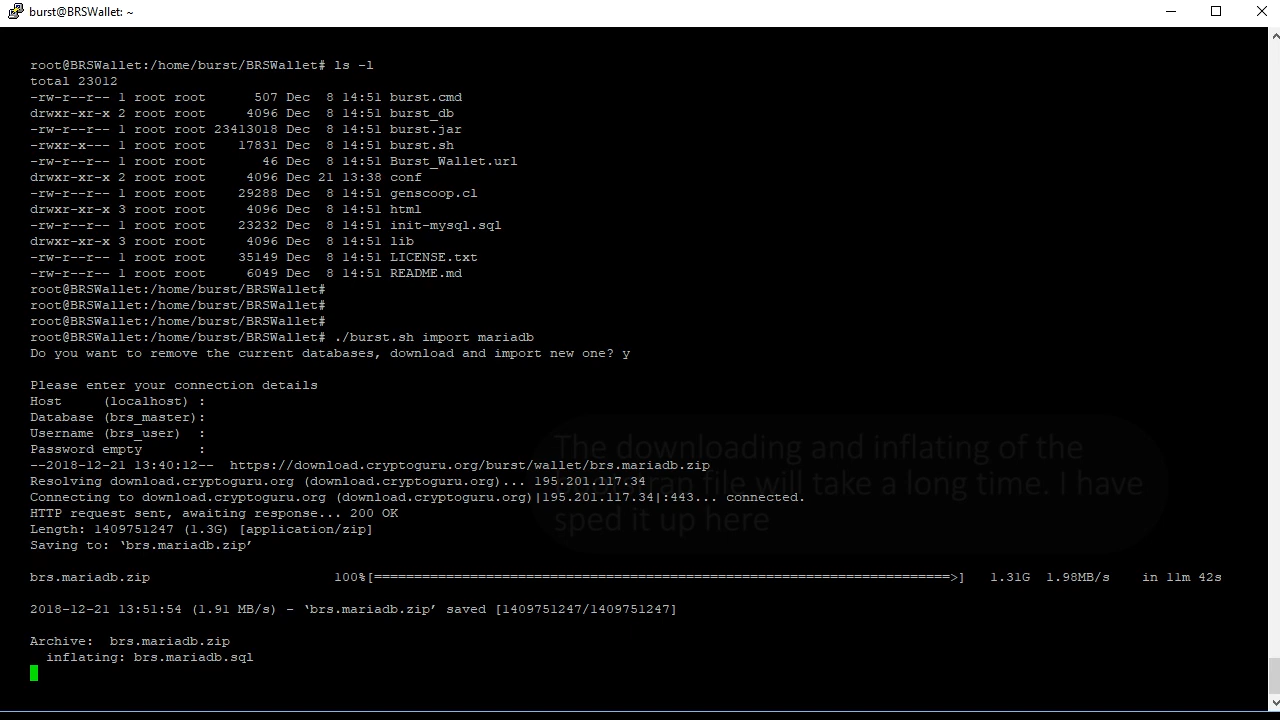 burst@BRSWallet: ~
root@BRSWallet:/home/burst/BRSWallet# ls -l
total 23012
-rw-r--r-- 1 root root      507 Dec  8 14:51 burst.cmd
drwxr-xr-x 2 root root     4096 Dec  8 14:51 burst_db
-rw-r--r-- 1 root root 23413018 Dec  8 14:51 burst.jar
-rwxr-x--- 1 root root    17831 Dec  8 14:51 burst.sh
-rw-r--r-- 1 root root       46 Dec  8 14:51 Burst_Wallet.url
drwxr-xr-x 2 root root     4096 Dec 21 13:38 conf
-rw-r--r-- 1 root root    29288 Dec  8 14:51 genscoop.cl
drwxr-xr-x 3 root root     4096 Dec  8 14:51 html
-rw-r--r-- 1 root root    23232 Dec  8 14:51 init-mysql.sql
drwxr-xr-x 3 root root     4096 Dec  8 14:51 lib
-rw-r--r-- 1 root root    35149 Dec  8 14:51 LICENSE.txt
-rw-r--r-- 1 root root     6049 Dec  8 14:51 README.md
root@BRSWallet:/home/burst/BRSWallet#
root@BRSWallet:/home/burst/BRSWallet#
root@BRSWallet:/home/burst/BRSWallet#
root@BRSWallet:/home/burst/BRSWallet# ./burst.sh import mariadb
Do you want to remove the current databases, download and import new one? y
Please enter your connection details
Host     (localhost) :
Database (brs_master):
Username (brs_user)  :
Password empty       :
--2018-12-21 13:40:12--  https://download.cryptoguru.org/burst/wallet/brs.mariadb.zip
Resolving download.cryptoguru.org (download.cryptoguru.org)... 195.201.117.34
Connecting to download.cryptoguru.org (download.cryptoguru.org)|195.201.117.34|:443... connected.
HTTP request sent, awaiting response... 200 OK
Length: 1409751247 (1.3G) [application/zip]
Saving to: ‘brs.mariadb.zip’
brs.mariadb.zip                       100%[========================================================================>]   1.31G  1.98MB/s    in 11m 42s
2018-12-21 13:51:54 (1.91 MB/s) - ‘brs.mariadb.zip’ saved [1409751247/1409751247]
Archive:  brs.mariadb.zip
  inflating: brs.mariadb.sql
The downloading and inflating of the
file will take a long time. I have
sped it up here